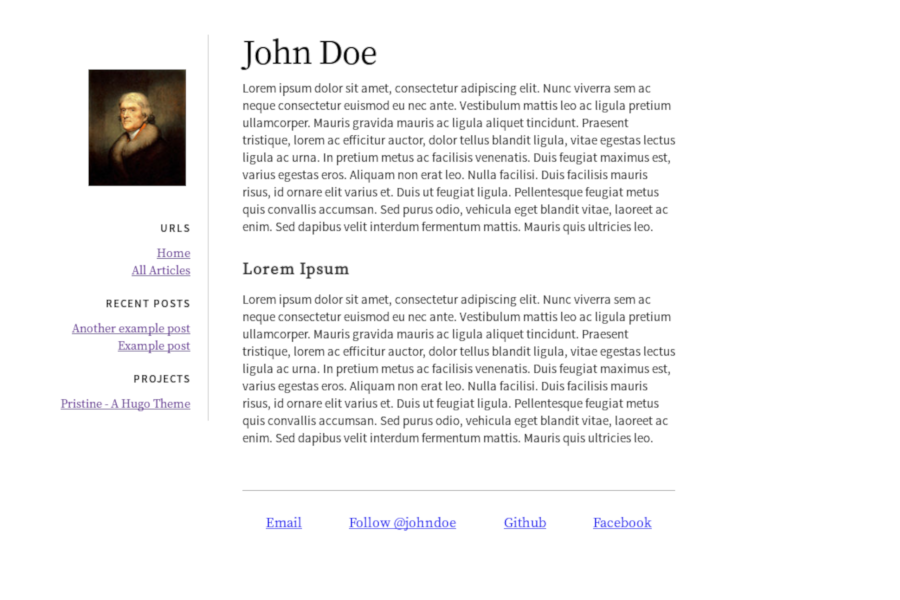 URLS
Home
All Articles
RECENT POSTS
Another example post
Example post
PROJECTS
Pristine - A Hugo Theme
John Doe
Lorem ipsum dolor sit amet, consectetur adipiscing elit. Nunc viverra sem ac
neque consectetur euismod eu nec ante. Vestibulum mattis leo ac ligula pretium
ullamcorper. Mauris gravida mauris ac ligula aliquet tincidunt. Praesent
tristique, lorem ac efficitur auctor, dolor tellus blandit ligula, vitae egestas lectus
ligula ac urna. In pretium metus ac facilisis venenatis. Duis feugiat maximus est,
varius egestas eros. Aliquam non erat leo. Nulla facilisi. Duis facilisis mauris
risus, id ornare elit varius et. Duis ut feugiat ligula. Pellentesque feugiat metus
quis convallis accumsan. Sed purus odio, vehicula eget blandit vitae, laoreet ac
enim. Sed dapibus velit interdum fermentum mattis. Mauris quis ultricies leo.
Lorem Ipsum
Lorem ipsum dolor sit amet, consectetur adipiscing elit. Nunc viverra sem ac
neque consectetur euismod eu nec ante. Vestibulum mattis leo ac ligula pretium
ullamcorper. Mauris gravida mauris ac ligula aliquet tincidunt. Praesent
tristique, lorem ac efficitur auctor, dolor tellus blandit ligula, vitae egestas lectus
ligula ac urna. In pretium metus ac facilisis venenatis. Duis feugiat maximus est,
varius egestas eros. Aliquam non erat leo. Nulla facilisi. Duis facilisis mauris
risus, id ornare elit varius et. Duis ut feugiat ligula. Pellentesque feugiat metus
quis convallis accumsan. Sed purus odio, vehicula eget blandit vitae, laoreet ac
enim. Sed dapibus velit interdum fermentum mattis. Mauris quis ultricies leo.
Email Follow @johndoe Github Facebook